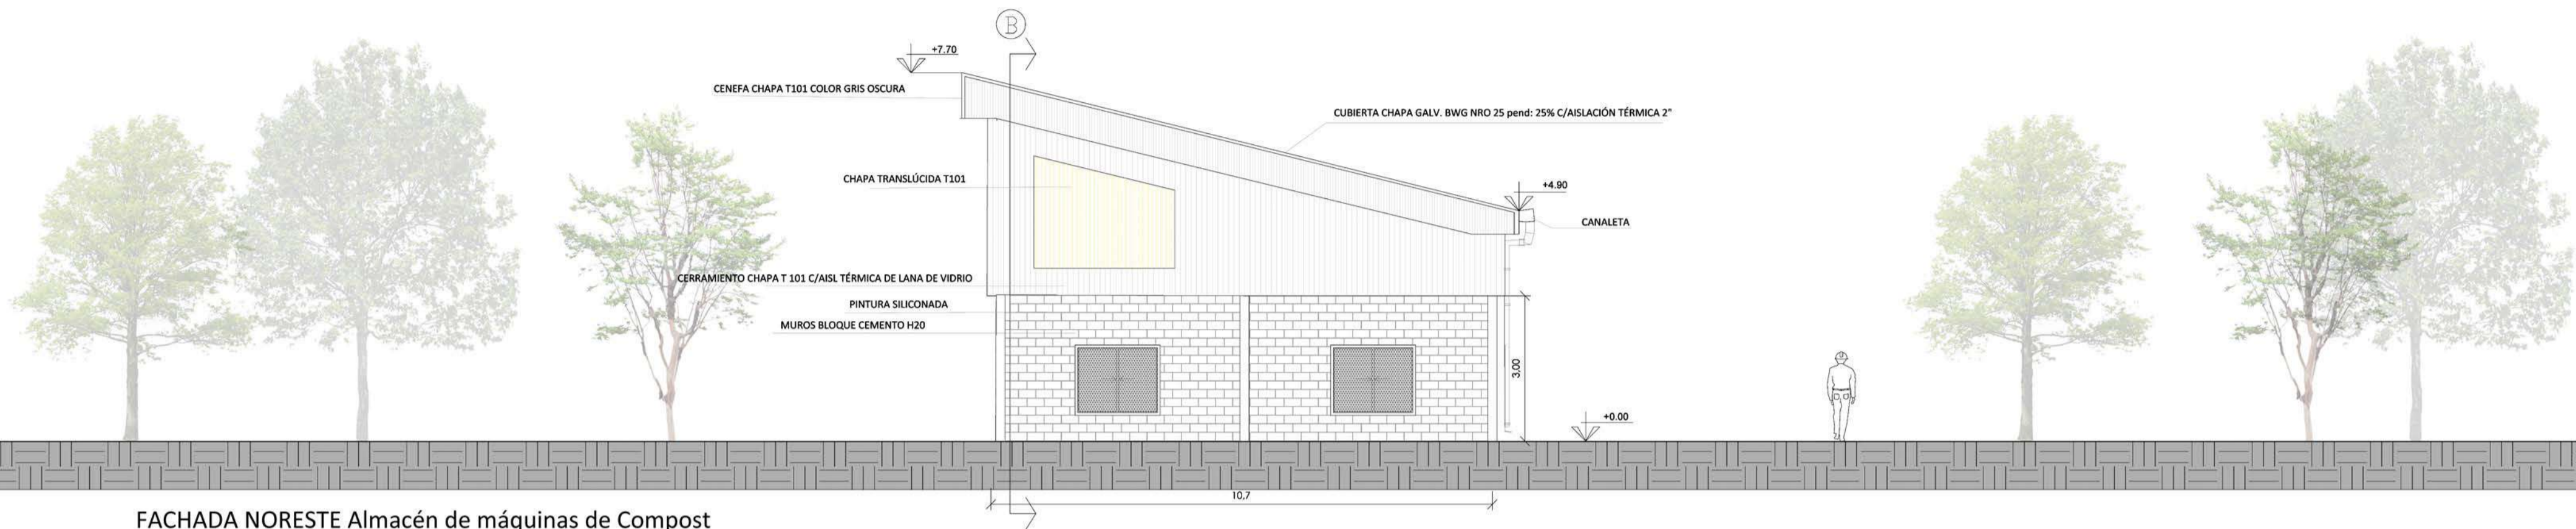 B
+7.70
CENEFA CHAPA T101 COLOR GRIS OSCURA
CUBIERTA CHAPA GALV. BWG NRO 25 pend: 25% C/AISLACIÓN TÉRMICA 2"
CHAPA TRANSLÚCIDA T101
+4.90
CANALETA
CERRAMIENTO CHAPA T 101 C/AISL TÉRMICA DE LANA DE VIDRIO
PINTURA SILICONADA
MUROS BLOQUE CEMENTO H20
3,00
+0.00
10,7
FACHADA NORESTE Almacén de máquinas de Compost